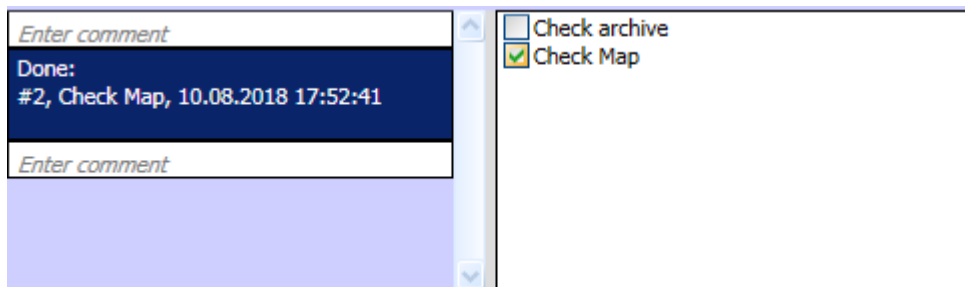 Enter comment
Done:
#2, Check Map, 10.08.2018 17:52:41
Enter comment
Check archive
Check Map